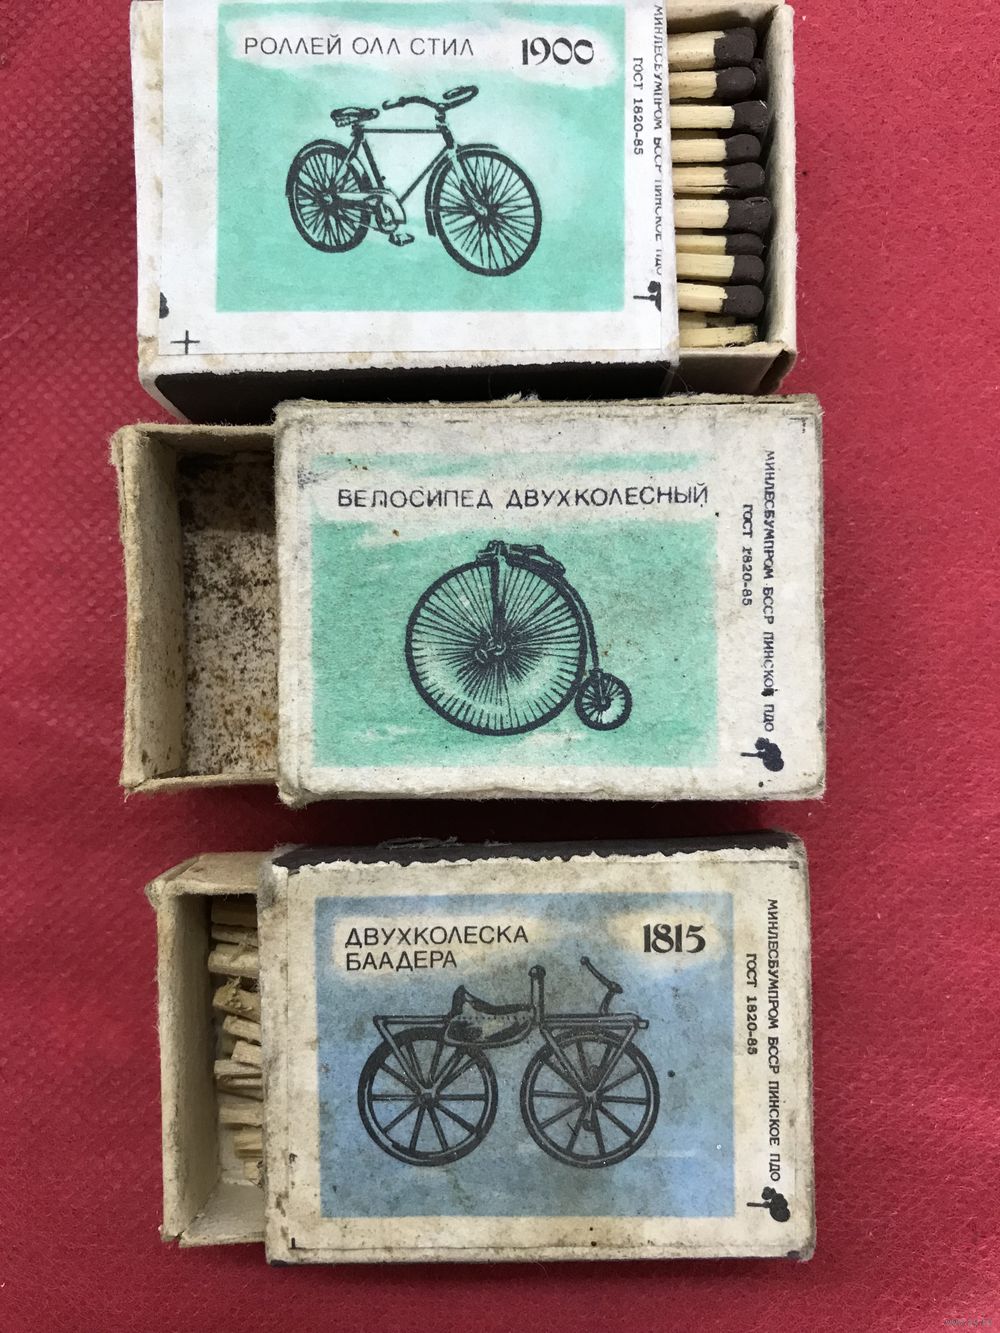 РОЛЛЕЙ ОЛЛ СТИЛ
1900
МИНЛЕСБУМПРОМ БССР ПИНСКОЕ ПДО
ГОСТ 1820-85
ВЕЛОСИПЕД ДВУХКОЛЕСНЫЙ
МИНЛЕСБУМПРОМ БССР ПИНСКОЕ ПДО
ГОСТ 1820-85
ДВУХКОЛЕСКА
БААДЕРА
1815
МИНЛЕСБУМПРОМ БССР ПИНСКОЕ ПДО
ГОСТ 1820-85